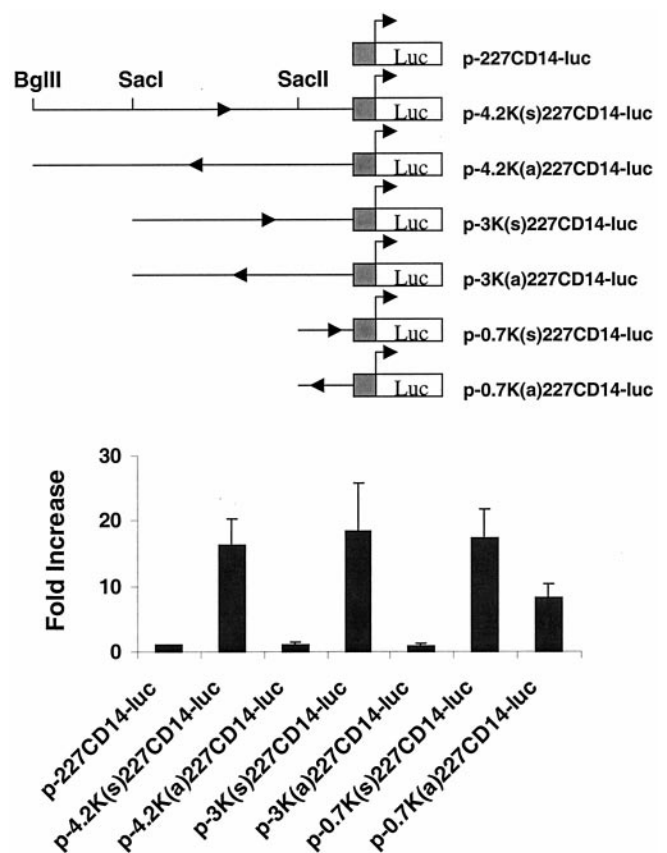 Luc p-227CD14-luc
BglII SacI SacII
Luc p-4.2K(s)227CD14-luc
Luc p-4.2K(a)227CD14-luc
Luc p-3K(s)227CD14-luc
Luc p-3K(a)227CD14-luc
Luc p-0.7K(s)227CD14-luc
Luc p-0.7K(a)227CD14-luc
Fold Increase
30
20
10
0
p-227CD14-luc
p-4.2K(s)227CD14-luc
p-4.2K(a)227CD14-luc
p-3K(s)227CD14-luc
p-3K(a)227CD14-luc
p-0.7K(s)227CD14-luc
p-0.7K(a)227CD14-luc